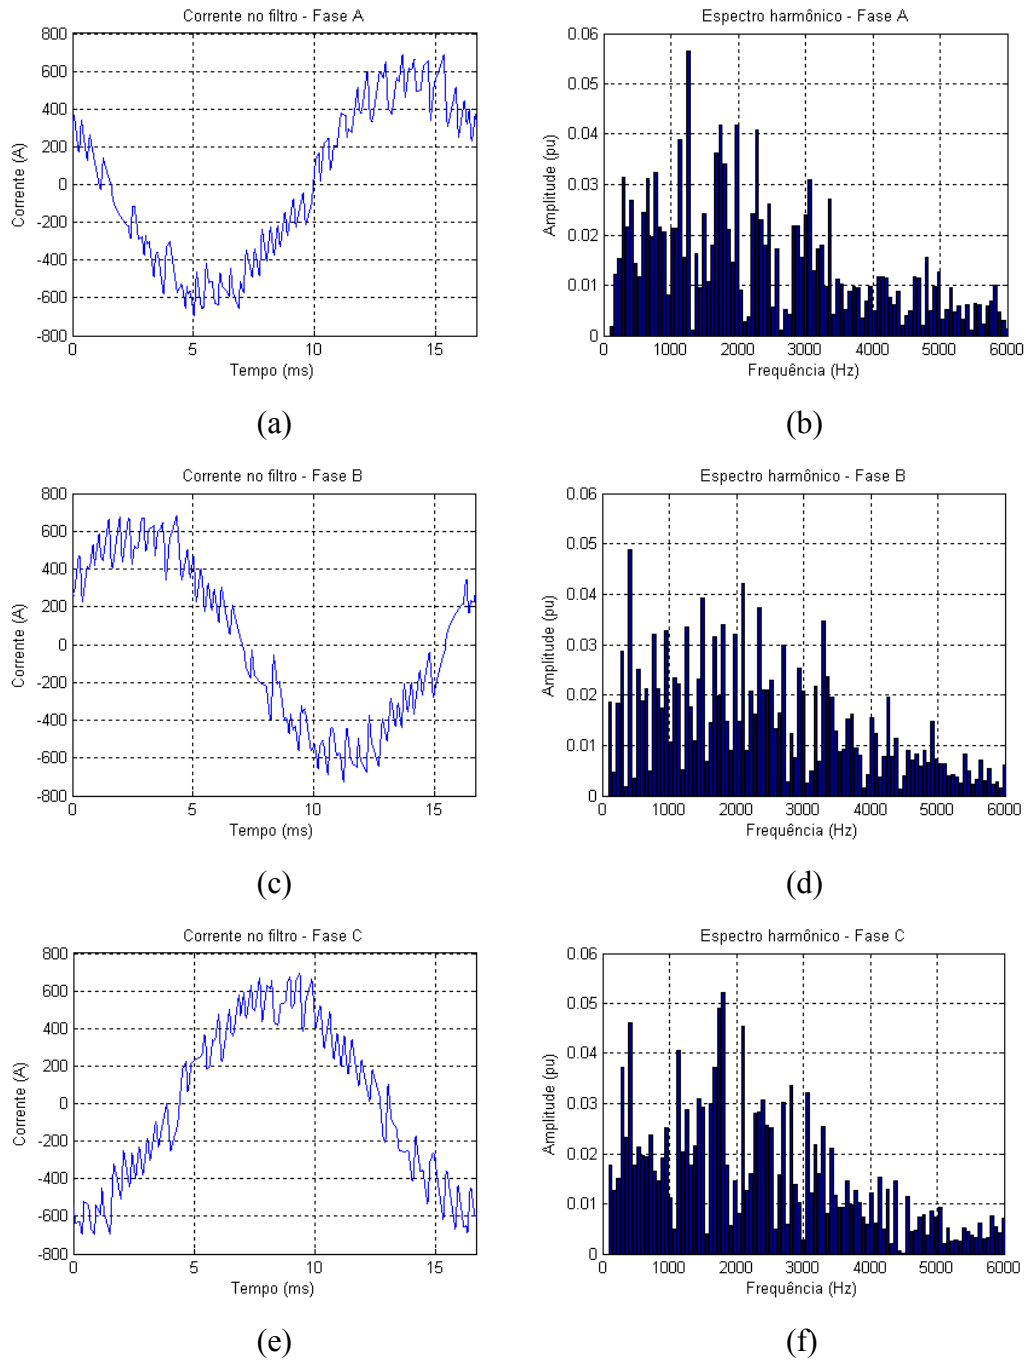 Corrente no filtro - Fase A
Espectro harmônico - Fase A
Corrente (A)
800
600
400
200
0
-200
-400
-600
-800
0 5 10 15
Tempo (ms)
Amplitude (pu)
0.06
0.05
0.04
0.03
0.02
0.01
0
0 1000 2000 3000 4000 5000 6000
Frequência (Hz)
(a)
(b)
Corrente no filtro - Fase B
Espectro harmônico - Fase B
Corrente (A)
800
600
400
200
0
-200
-400
-600
-800
0 5 10 15
Tempo (ms)
Amplitude (pu)
0.06
0.05
0.04
0.03
0.02
0.01
0
0 1000 2000 3000 4000 5000 6000
Frequência (Hz)
(c)
(d)
Corrente no filtro - Fase C
Espectro harmônico - Fase C
Corrente (A)
800
600
400
200
0
-200
-400
-600
-800
0 5 10 15
Tempo (ms)
Amplitude (pu)
0.06
0.05
0.04
0.03
0.02
0.01
0
0 1000 2000 3000 4000 5000 6000
Frequência (Hz)
(e)
(f)